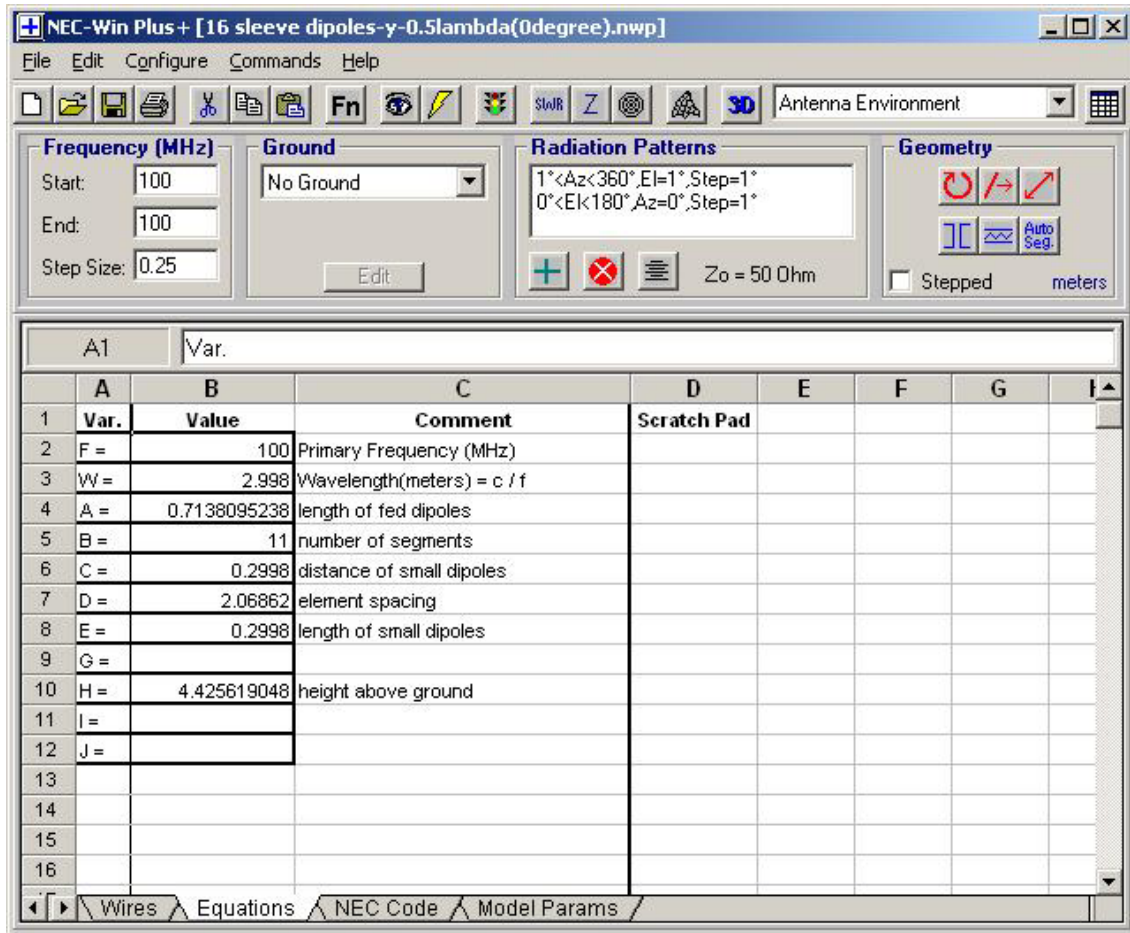 NEC-Win Plus+ [16 sleeve dipoles-y-0.5lambda(0degree).nwp]
File Edit Configure Commands Help
Fn SWR Z 3D Antenna Environment
Frequency (MHz) Ground Radiation Patterns Geometry
Start: 100 No Ground 1°<Az<360°,El=1°,Step=1°
0°<El<180°,Az=0°,Step=1°
End: 100
Auto Seg.
Step Size: 0.25 Edit Zo = 50 Ohm Stepped meters
A1 Var.
A B C D E F G
1 Var. Value Comment Scratch Pad
2 F = 100 Primary Frequency (MHz)
3 W = 2.998 Wavelength(meters) = c / f
4 A = 0.7138095238 length of fed dipoles
5 B = 11 number of segments
6 C = 0.2998 distance of small dipoles
7 D = 2.06862 element spacing
8 E = 0.2998 length of small dipoles
9 G =
10 H = 4.425619048 height above ground
11 I =
12 J =
13
14
15
16
Wires Equations NEC Code Model Params